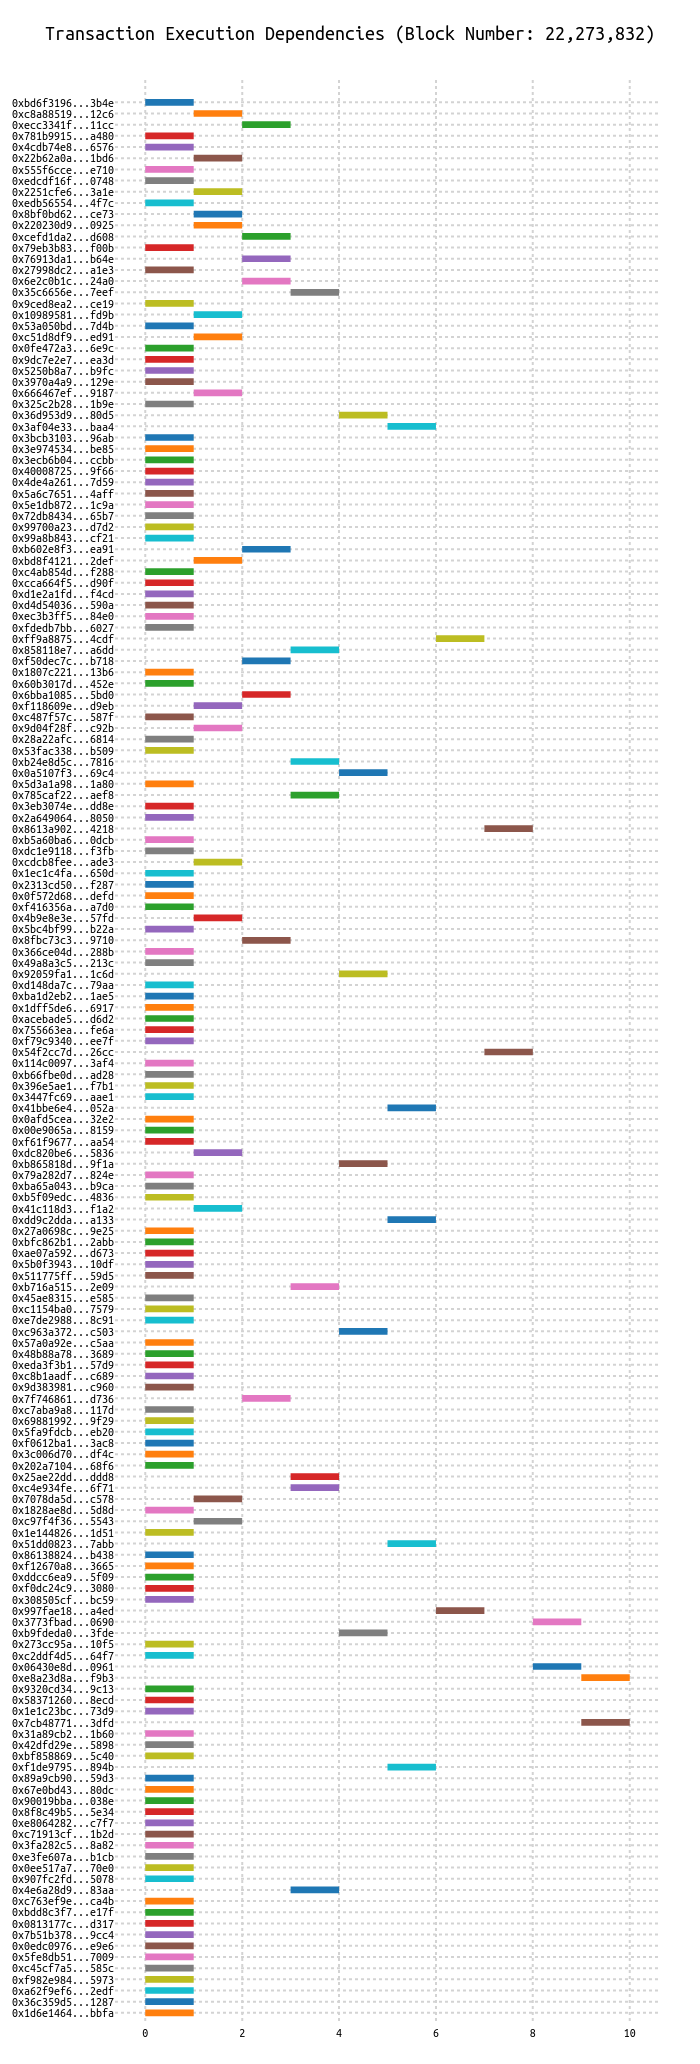 Transaction Execution Dependencies (Block Number: 22,273,832)
0xbd6f3196...3b4e
0xc8a88519...12c6
0xecc3341f...11cc
0x781b9915...a480
0x4cdb74e8...6576
0x22b62a0a...1bd6
0x555f6cce...e710
0xedcdf16f...0748
0x2251cfe6...3a1e
0xedb56554...4f7c
0x8bf0bd62...ce73
0x220230d9...0925
0xcefd1da2...d608
0x79eb3b83...f00b
0x76913da1...b64e
0x27998dc2...a1e3
0x6e2c0b1c...24a0
0x35c6656e...7eef
0x9ced8ea2...ce19
0x10989581...fd9b
0x53a050bd...7d4b
0xc51d8df9...ed91
0x0fe472a3...6e9c
0x9dc7e2e7...ea3d
0x5250b8a7...b9fc
0x3970a4a9...129e
0x666467ef...9187
0x325c2b28...1b9e
0x36d953d9...80d5
0x3af04e33...baa4
0x3bcb3103...96ab
0x3e974534...be85
0x3ecb6b04...ccbb
0x40008725...9f66
0x4de4a261...7d59
0x5a6c7651...4aff
0x5e1db872...1c9a
0x72db8434...65b7
0x99700a23...d7d2
0x99a8b843...cf21
0xb602e8f3...ea91
0xbd8f4121...2def
0xc4ab854d...f288
0xcca664f5...d90f
0xd1e2a1fd...f4cd
0xd4d54036...590a
0xec3b3ff5...84e0
0xfdedb7bb...6027
0xff9a8875...4cdf
0x858118e7...a6dd
0xf50dec7c...b718
0x1807c221...13b6
0x60b3017d...452e
0x6bba1085...5bd0
0xf118609e...d9eb
0xc487f57c...587f
0x9d04f28f...c92b
0x28a22afc...6814
0x53fac338...b509
0xb24e8d5c...7816
0x0a5107f3...69c4
0x5d3a1a98...1a80
0x785caf22...aef8
0x3eb3074e...dd8e
0x2a649064...8050
0x8613a902...4218
0xb5a60ba6...0dcb
0xdc1e9118...f3fb
0xcdcb8fee...ade3
0x1ec1c4fa...650d
0x2313cd50...f287
0x0f572d68...defd
0xf416356a...a7d0
0x4b9e8e3e...57fd
0x5bc4bf99...b22a
0x8fbc73c3...9710
0x366ce04d...288b
0x49a8a3c5...213c
0x92059fa1...1c6d
0xd148da7c...79aa
0xba1d2eb2...1ae5
0x1dff5de6...6917
0xacebade5...d6d2
0x755663ea...fe6a
0xf79c9340...ee7f
0x54f2cc7d...26cc
0x114c0097...3af4
0xb66fbe0d...ad28
0x396e5ae1...f7b1
0x3447fc69...aae1
0x41bbe6e4...052a
0x0afd5cea...32e2
0x00e9065a...8159
0xf61f9677...aa54
0xdc820be6...5836
0xb865818d...9f1a
0x79a282d7...824e
0xba65a043...b9ca
0xb5f09edc...4836
0x41c118d3...f1a2
0xdd9c2dda...a133
0x27a0698c...9e25
0xbfc862b1...2abb
0xae07a592...d673
0x5b0f3943...10df
0x511775ff...59d5
0xb716a515...2e09
0x45ae8315...e585
0xc1154ba0...7579
0xe7de2988...8c91
0xc963a372...c503
0x57a0a92e...c5aa
0x48b88a78...3689
0xeda3f3b1...57d9
0xc8b1aadf...c689
0x9d383981...c960
0x7f746861...d736
0xc7aba9a8...117d
0x69881992...9f29
0x5fa9fdcb...eb20
0xf0612ba1...3ac8
0x3c006d70...df4c
0x202a7104...68f6
0x25ae22dd...ddd8
0xc4e934fe...6f71
0x7078da5d...c578
0x1828ae8d...5d8d
0xc97f4f36...5543
0x1e144826...1d51
0x51dd0823...7abb
0x86138824...b438
0xf12670a8...3665
0xddcc6ea9...5f09
0xf0dc24c9...3080
0x308505cf...bc59
0x997fae18...a4ed
0x3773fbad...0690
0xb9fdeda0...3fde
0x273cc95a...10f5
0xc2ddf4d5...64f7
0x06430e8d...0961
0xe8a23d8a...f9b3
0x9320cd34...9c13
0x58371260...8ecd
0x1e1c23bc...73d9
0x7cb48771...3dfd
0x31a89cb2...1b60
0x42dfd29e...5898
0xbf858869...5c40
0xf1de9795...894b
0x89a9cb90...59d3
0x67e0bd43...80dc
0x90019bba...038e
0x8f8c49b5...5e34
0xe8064282...c7f7
0xc71913cf...1b2d
0x3fa282c5...8a82
0xe3fe607a...b1cb
0x0ee517a7...70e0
0x907fc2fd...5078
0x4e6a28d9...83aa
0xc763ef9e...ca4b
0xbdd8c3f7...e17f
0x0813177c...d317
0x7b51b378...9cc4
0x0edc0976...e9e6
0x5fe8db51...7009
0xc45cf7a5...585c
0xf982e984...5973
0xa62f9ef6...2edf
0x36c359d5...1287
0x1d6e1464...bbfa
0 2 4 6 8 10